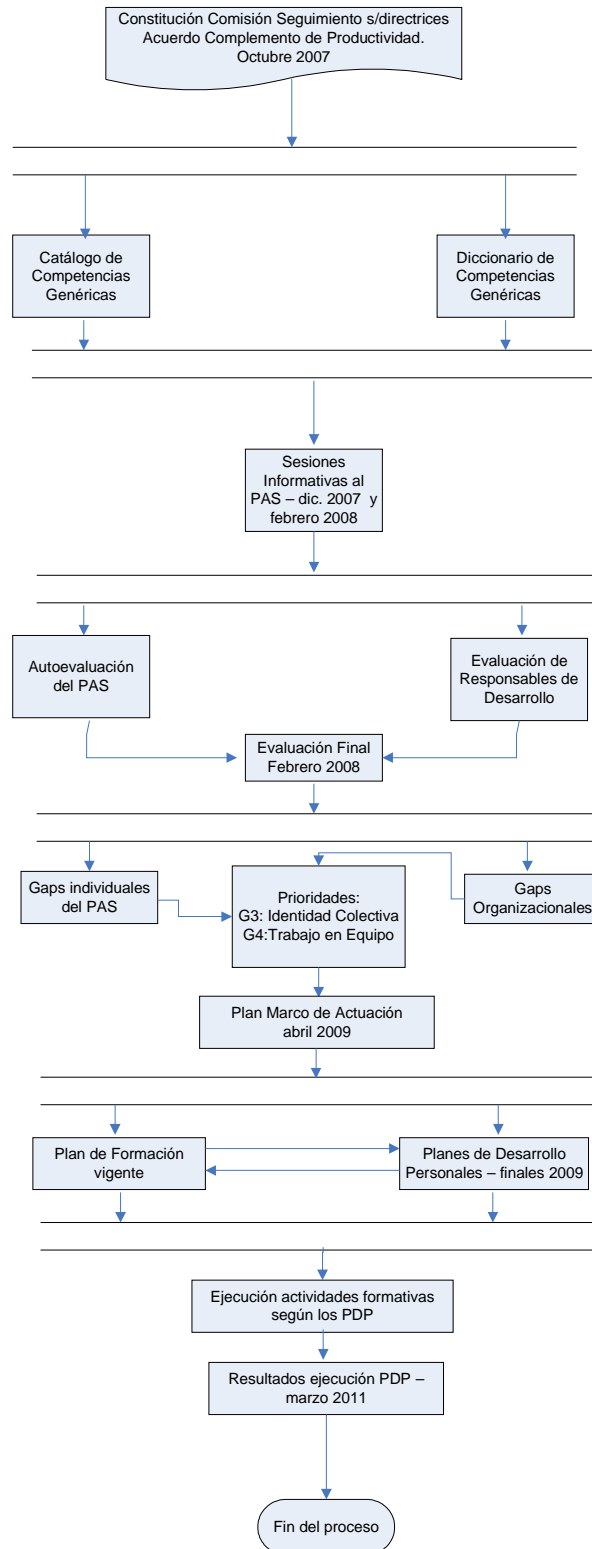 Constitución Comisión Seguimiento s/directrices
Acuerdo Complemento de Productividad.
Octubre 2007
Catálogo de
Competencias
Genéricas
Diccionario de
Competencias
Genéricas
Sesiones
Informativas al
PAS – dic. 2007 y
febrero 2008
Autoevaluación
del PAS
Evaluación de
Responsables de
Desarrollo
Evaluación Final
Febrero 2008
Gaps individuales
del PAS
Prioridades:
G3: Identidad Colectiva
G4:Trabajo en Equipo
Gaps
Organizacionales
Plan Marco de Actuación
abril 2009
Plan de Formación
vigente
Planes de Desarrollo
Personales – finales 2009
Ejecución actividades formativas
según los PDP
Resultados ejecución PDP –
marzo 2011
Fin del proceso